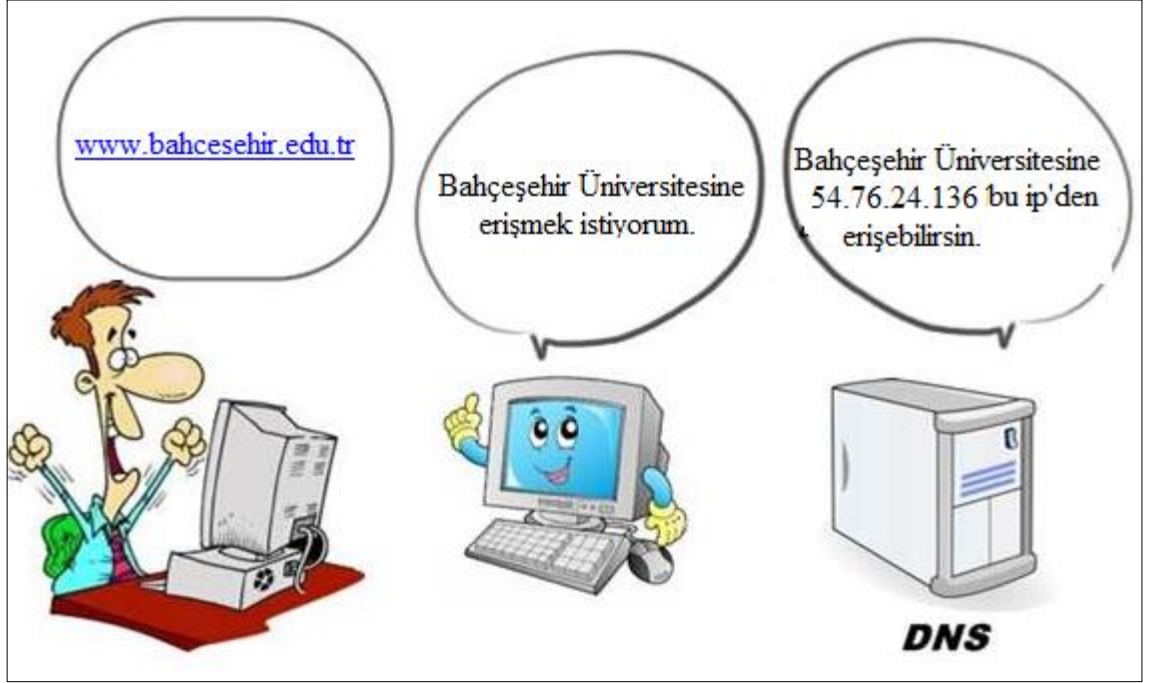 www.bahcesehir.edu.tr
Bahçeşehir Üniversitesine
erişmek istiyorum.
Bahçeşehir Üniversitesine
54.76.24.136 bu ip'den
erişebilirsin.
DNS